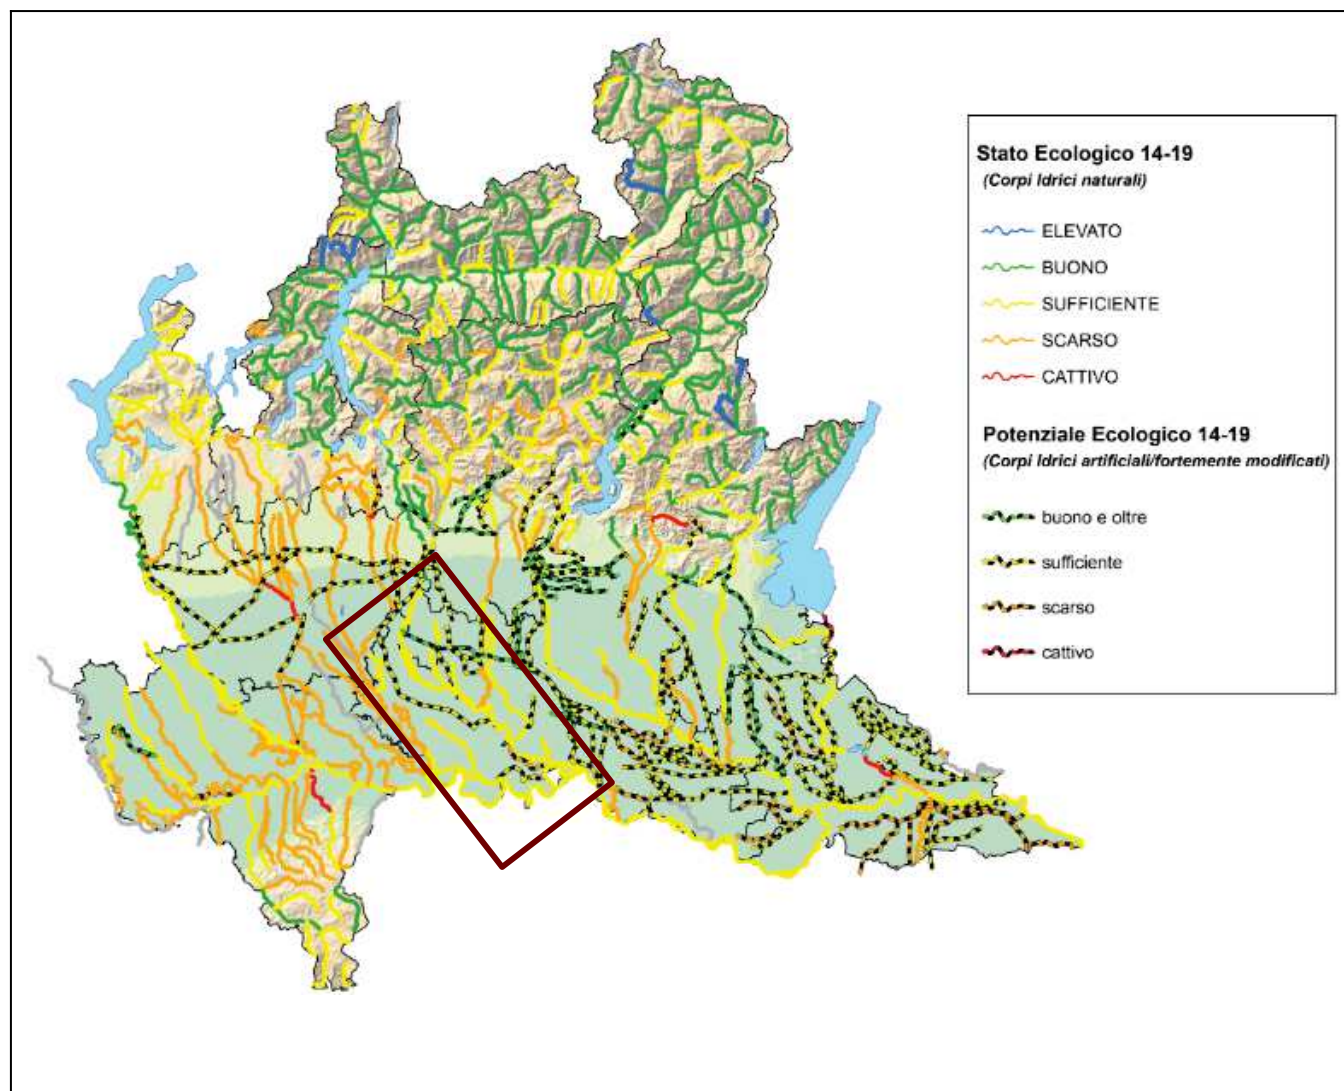 Stato Ecologico 14-19
(Corpi Idrici naturali)
ELEVATO
BUONO
SUFFICIENTE
SCARSO
CATTIVO
Potenziale Ecologico 14-19
(Corpi Idrici artificiali/fortemente modificati)
buono e oltre
sufficiente
scarso
cattivo